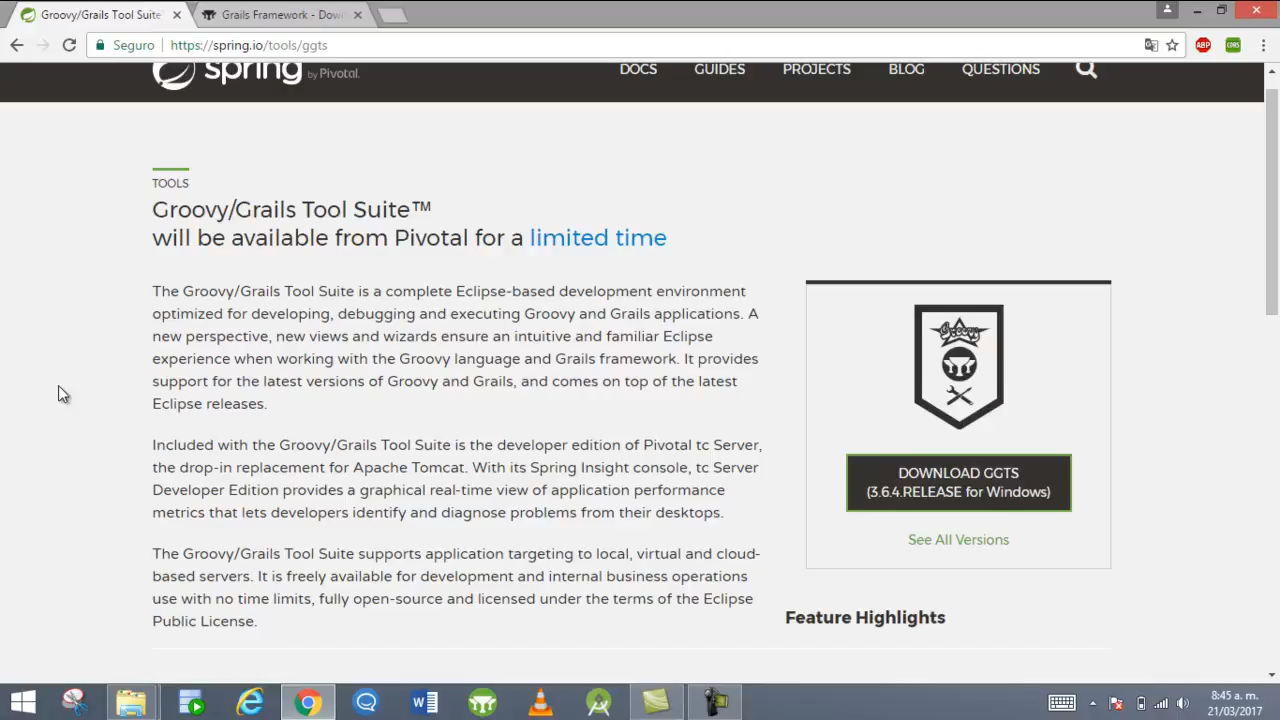 Groovy/Grails Tool Suite
Grails Framework - Dow
Seguro
https://spring.io/tools/ggts
ABP
spring by Pivotal.
DOCS
GUIDES
PROJECTS
BLOG
QUESTIONS
TOOLS
Groovy/Grails Tool Suite™
will be available from Pivotal for a limited time
The Groovy/Grails Tool Suite is a complete Eclipse-based development environment
optimized for developing, debugging and executing Groovy and Grails applications. A
new perspective, new views and wizards ensure an intuitive and familiar Eclipse
experience when working with the Groovy language and Grails framework. It provides
support for the latest versions of Groovy and Grails, and comes on top of the latest
Eclipse releases.
Included with the Groovy/Grails Tool Suite is the developer edition of Pivotal tc Server,
the drop-in replacement for Apache Tomcat. With its Spring Insight console, tc Server
Developer Edition provides a graphical real-time view of application performance
metrics that lets developers identify and diagnose problems from their desktops.
The Groovy/Grails Tool Suite supports application targeting to local, virtual and cloud-
based servers. It is freely available for development and internal business operations
use with no time limits, fully open-source and licensed under the terms of the Eclipse
Public License.
Groovy
DOWNLOAD GGTS
(3.6.4.RELEASE for Windows)
See All Versions
Feature Highlights
8:45 a. m.
21/03/2017